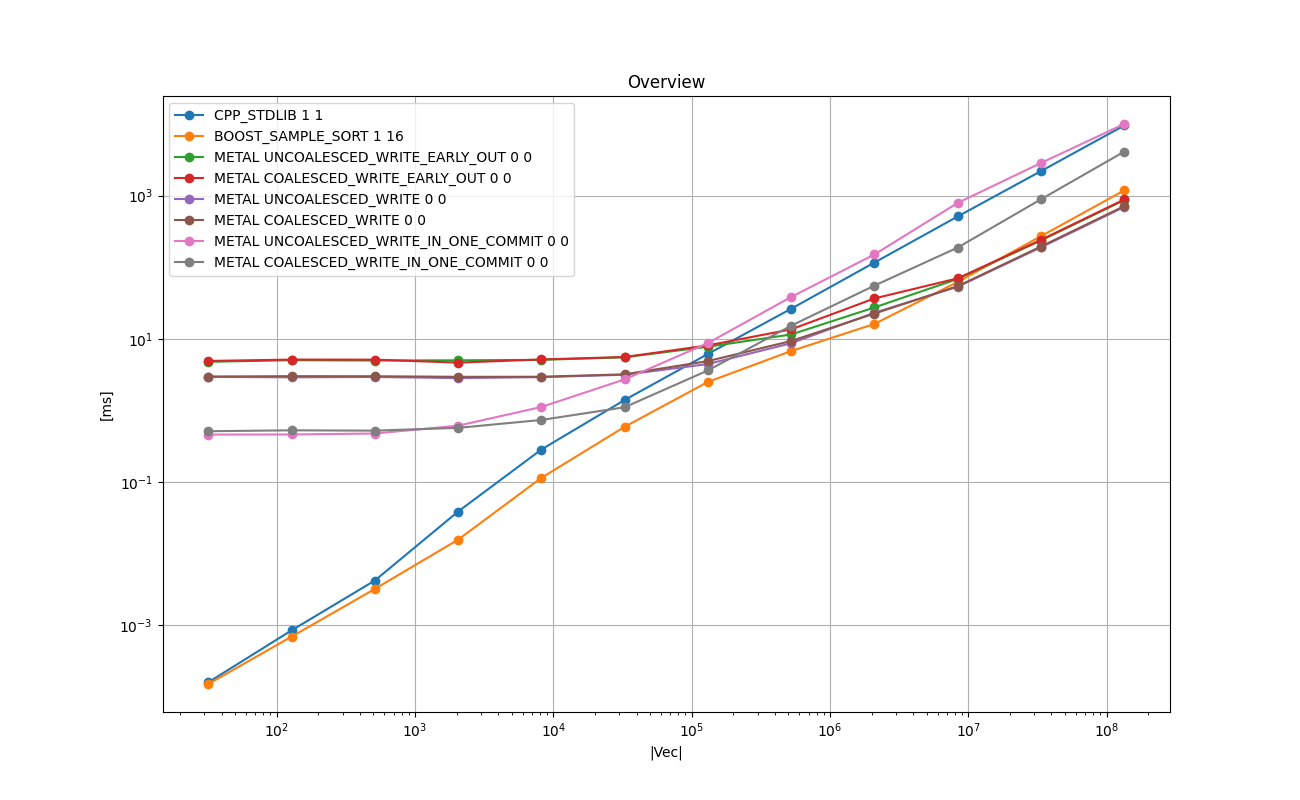 Overview
CPP_STDLIB 1 1
BOOST_SAMPLE_SORT 1 16
METAL UNCOALESCED_WRITE_EARLY_OUT 0 0
METAL COALESCED_WRITE_EARLY_OUT 0 0
METAL UNCOALESCED_WRITE 0 0
METAL COALESCED_WRITE 0 0
METAL UNCOALESCED_WRITE_IN_ONE_COMMIT 0 0
METAL COALESCED_WRITE_IN_ONE_COMMIT 0 0
10³
10¹
10⁻¹
10⁻³
[ms]
10² 10³ 10⁴ 10⁵ 10⁶ 10⁷ 10⁸
|Vec|